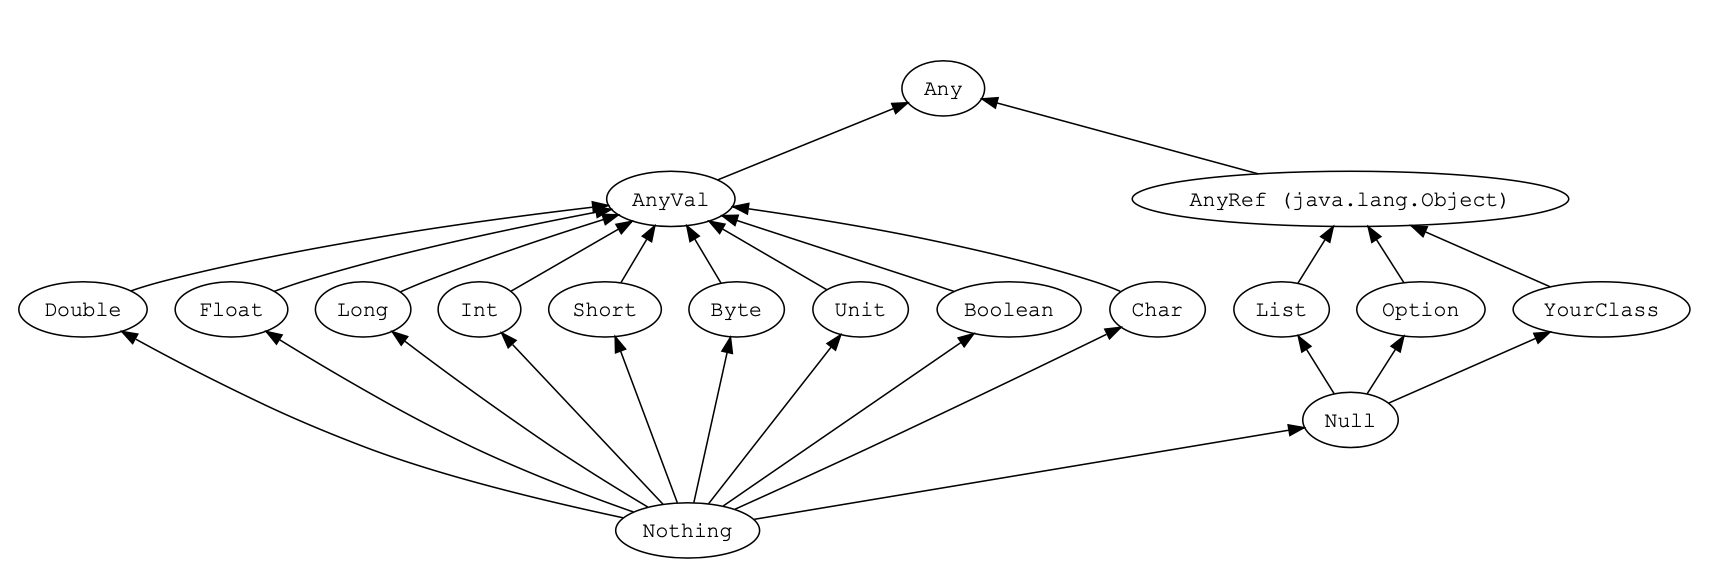 Any
AnyVal
AnyRef (java.lang.Object)
Double
Float
Long
Int
Short
Byte
Unit
Boolean
Char
List
Option
YourClass
Null
Nothing